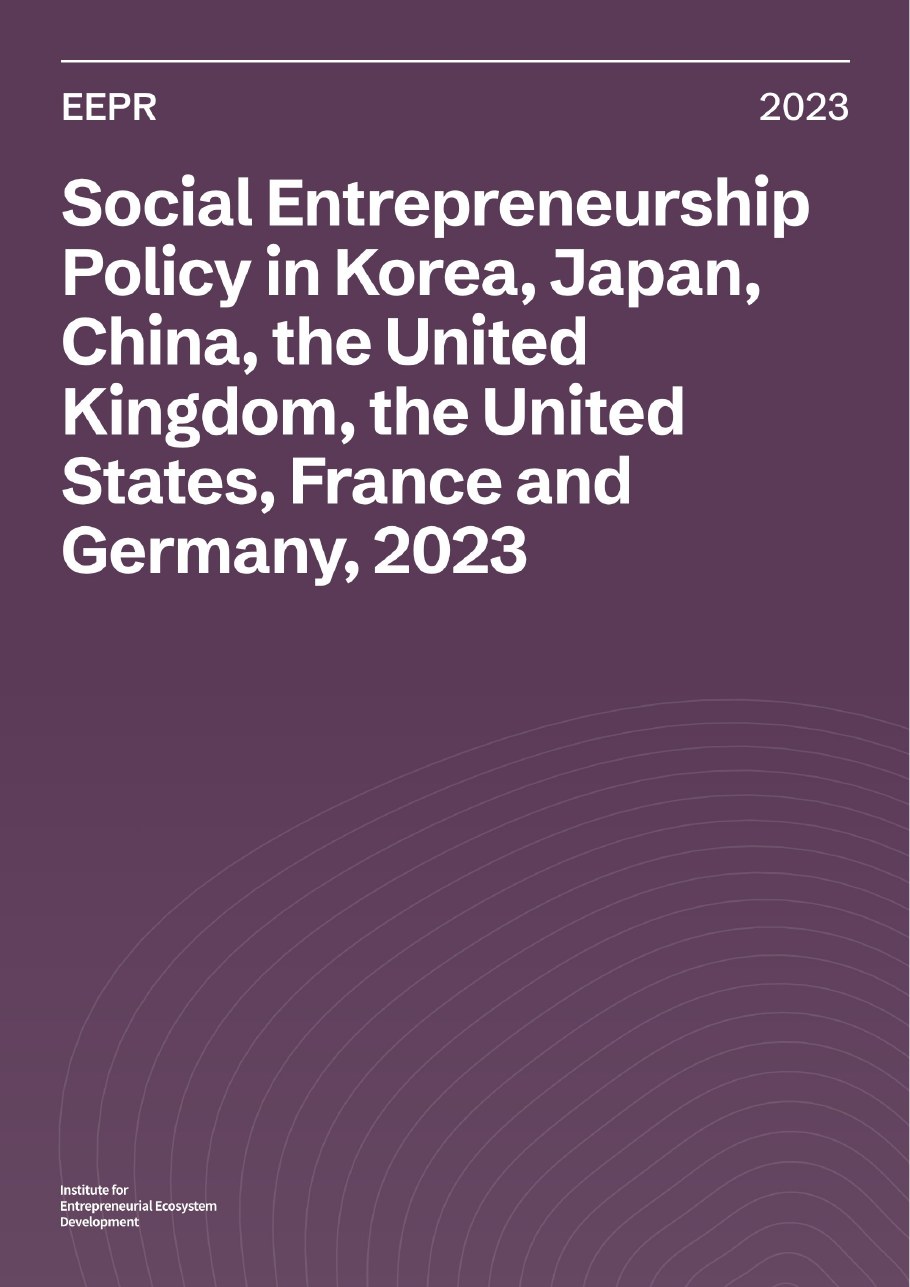 EEPR
2023
Social Entrepreneurship
Policy in Korea, Japan,
China, the United
Kingdom, the United
States, France and
Germany, 2023
Institute for
Entrepreneurial Ecosystem
Development